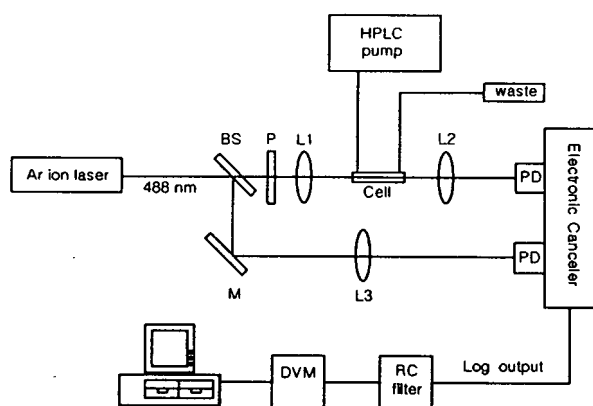 HPLC
pump
waste
BS
P
L1
L2
Ar ion laser
488 nm
Cell
PD
Electronic Canceler
M
L3
PD
DVM
RC
filter
Log output